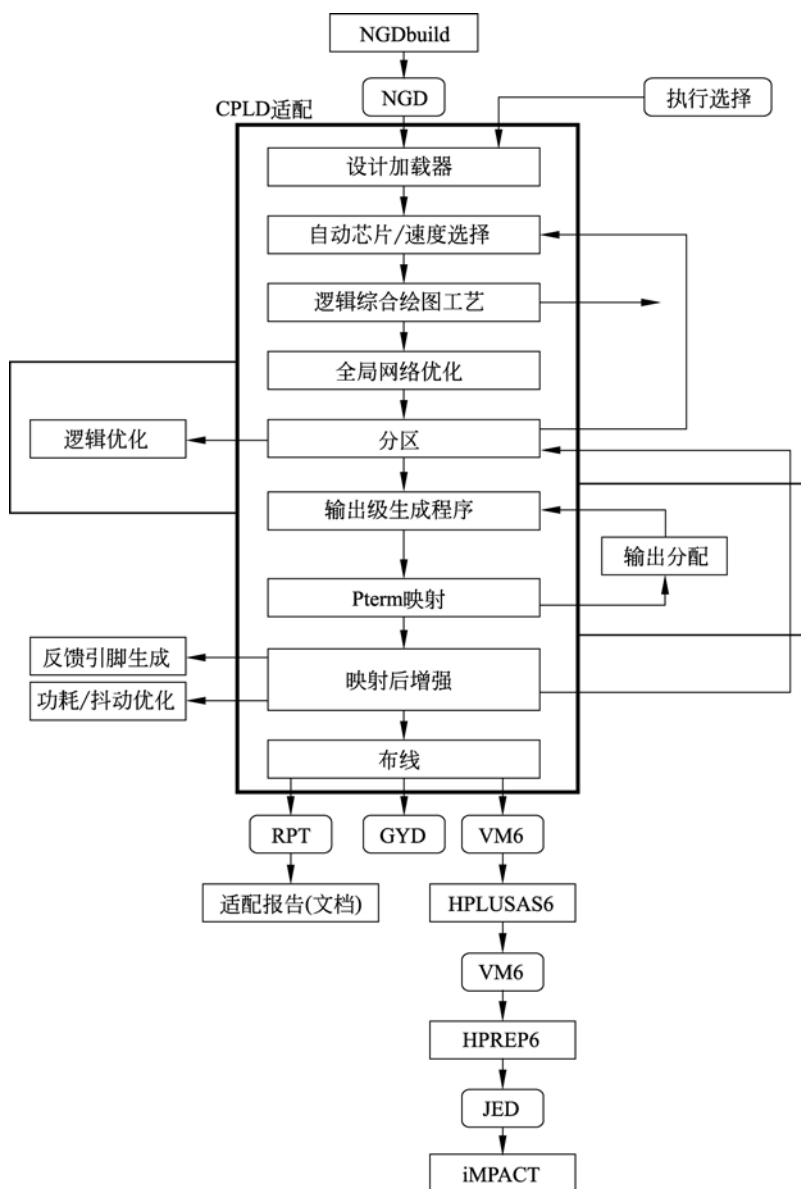 NGDbuild
NGD
执行选择
CPLD适配
设计加载器
自动芯片/速度选择
逻辑综合绘图工艺
全局网络优化
逻辑优化
分区
输出级生成程序
输出分配
Pterm映射
反馈引脚生成
映射后增强
功耗/抖动优化
布线
RPT
GYD
VM6
适配报告(文档)
HPLUSAS6
VM6
HPREP6
JED
iMPACT